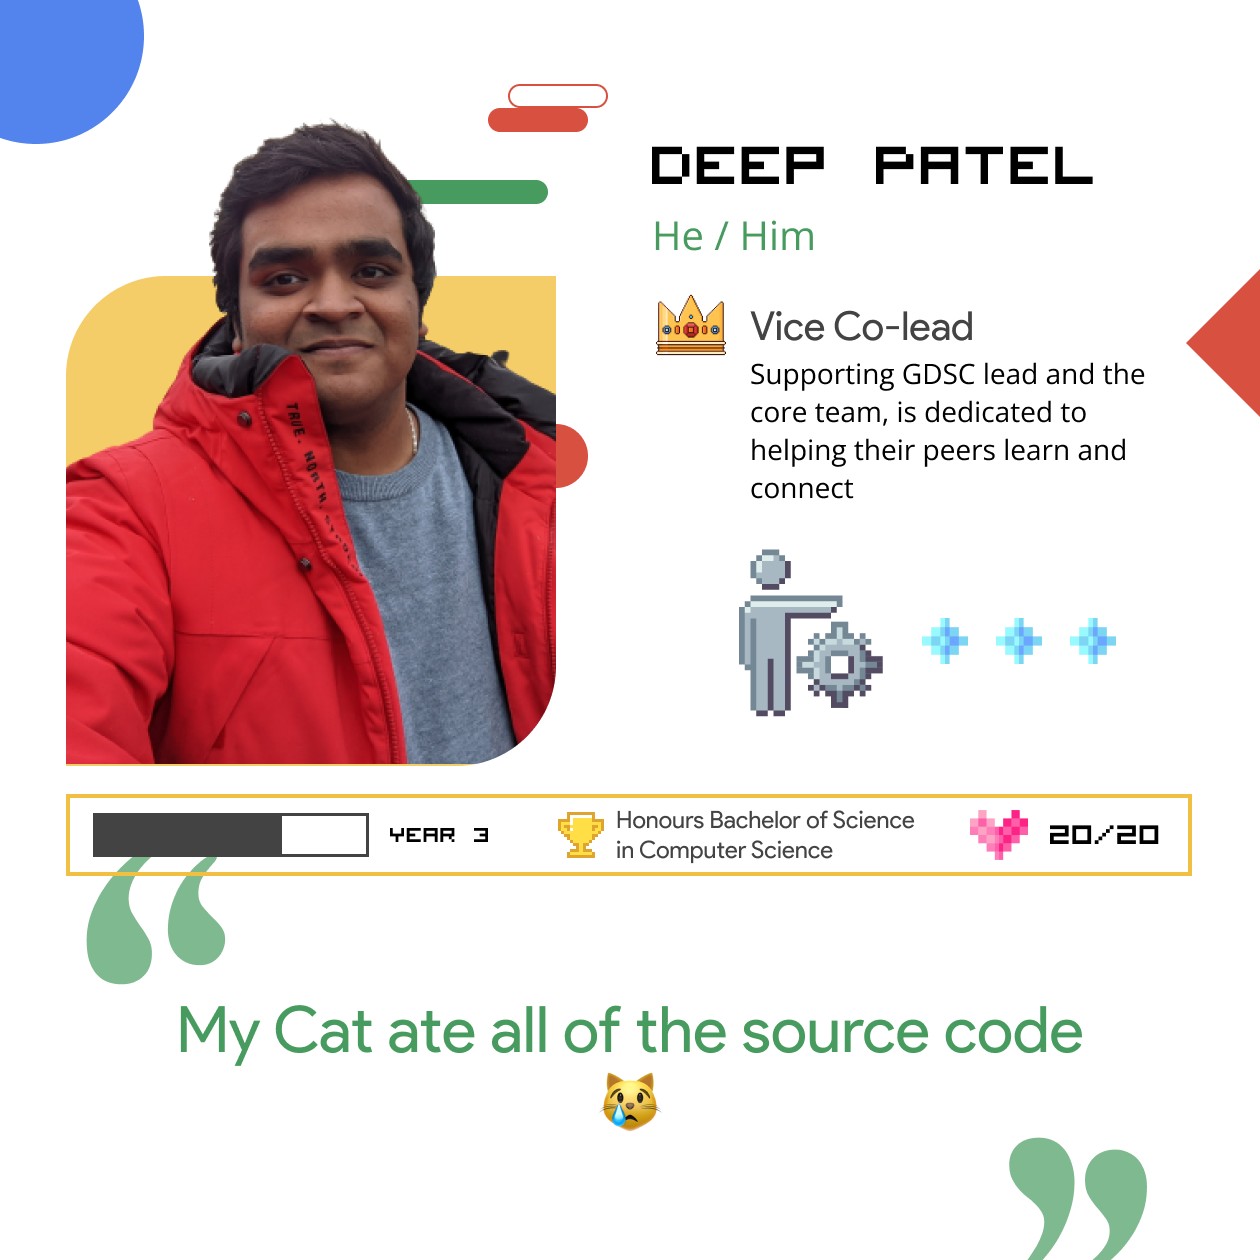 DEEP PATEL
He / Him
Vice Co-lead
Supporting GDSC lead and the
core team, is dedicated to
helping their peers learn and
connect
TRUE. NORTH.
YEAR 3
Honours Bachelor of Science
in Computer Science
20/20
“
My Cat ate all of the source code
😿
”